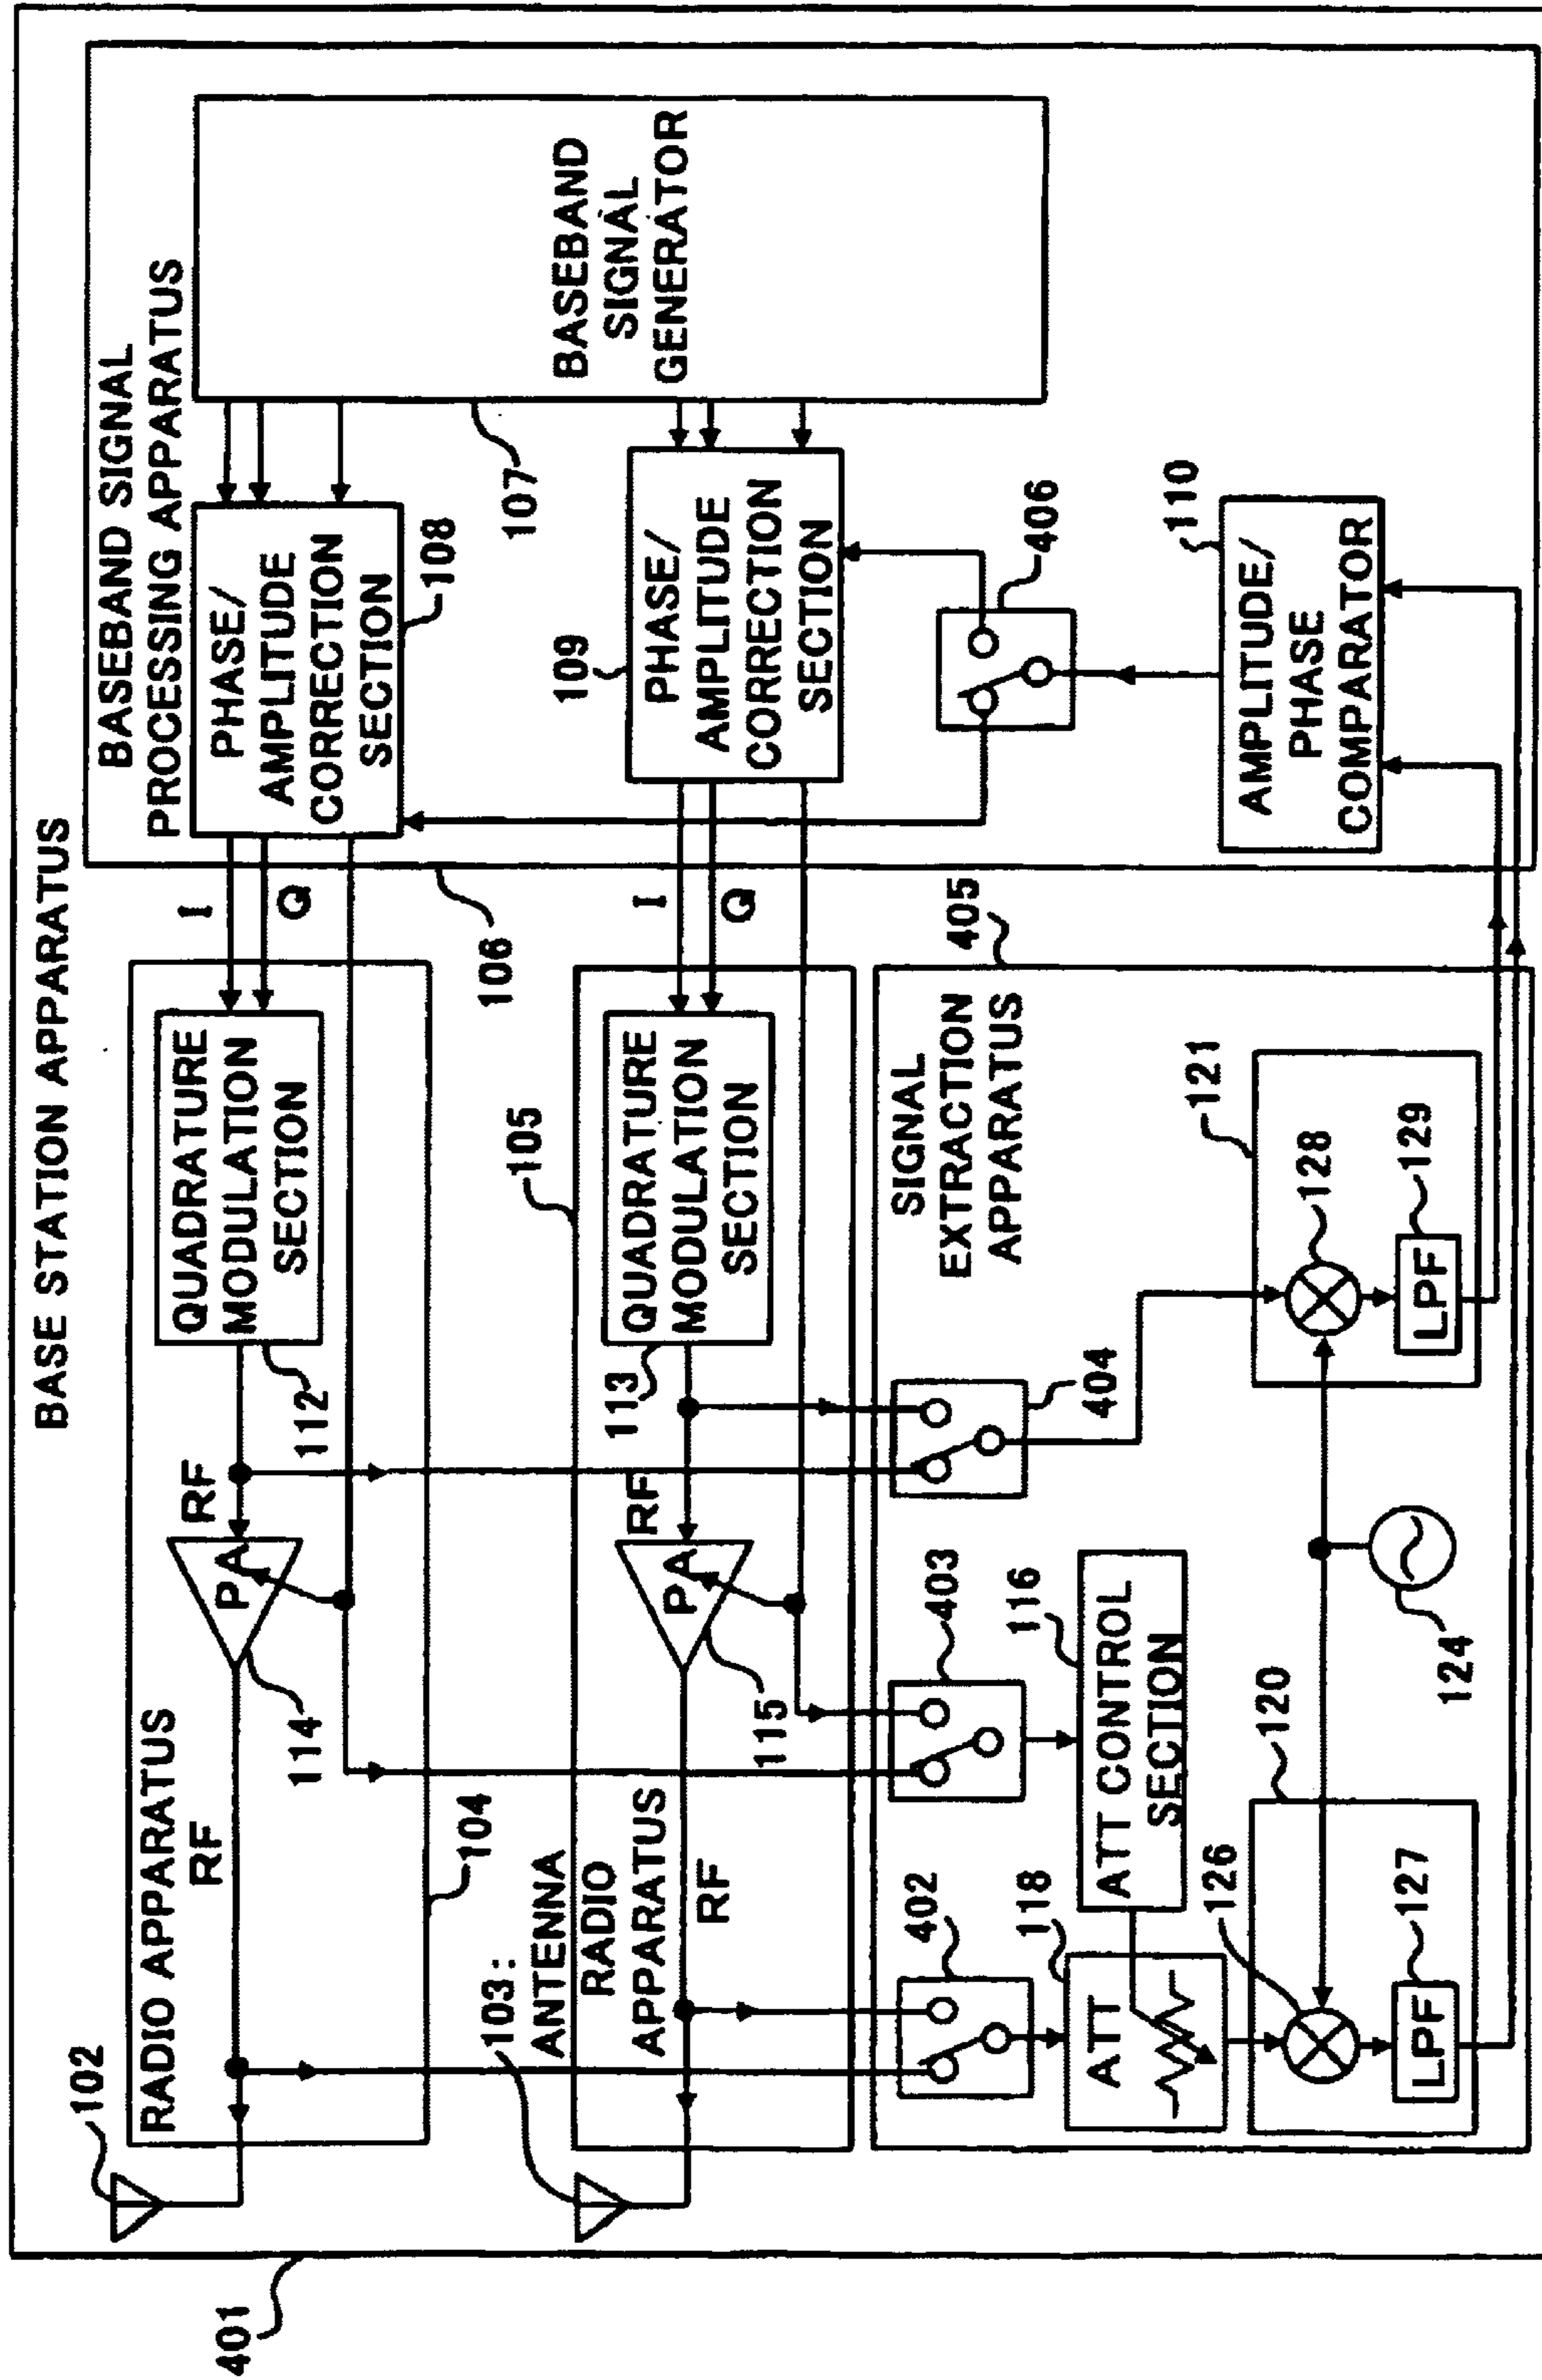 BASE STATION APPARATUS
401
102
RADIO APPARATUS
RF
104
114
PA
RF
112
QUADRATURE
MODULATION
SECTION
I
Q
106
BASEBAND SIGNAL
PROCESSING APPARATUS
PHASE/
AMPLITUDE
CORRECTION
SECTION
108
107
BASEBAND
SIGNAL
GENERATOR
103:
ANTENNA
RADIO
APPARATUS
RF
105
115
PA
RF
113
QUADRATURE
MODULATION
SECTION
I
Q
109
PHASE/
AMPLITUDE
CORRECTION
SECTION
406
110
AMPLITUDE/
PHASE
COMPARATOR
405
SIGNAL
EXTRACTION
APPARATUS
402
403
404
118
ATT
116
ATT CONTROL
SECTION
126
120
127
LPF
124
121
128
129
LPF